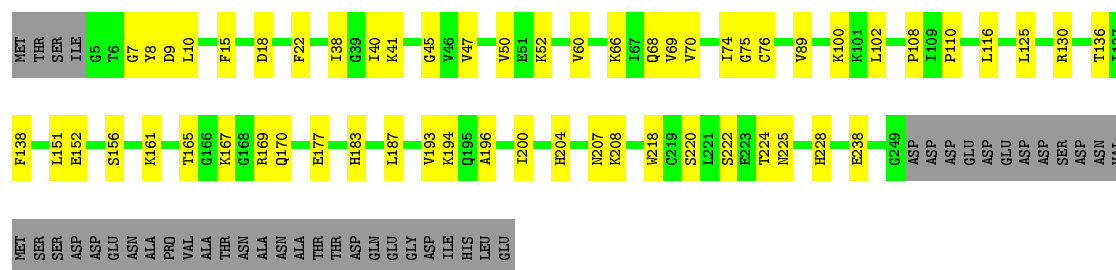 MET THR SER ILE G5 T6 G7 Y8 D9 L10 F15 D18 F22 I38 G39 I40 K41 G45 V46 V47 V50 E51 K52 V60 K66 I67 Q68 V69 V70 I74 G75 C76 V89 K100 K101 L102 P108 I109 P110 L116 L125 R130 T136
F138 L151 E152 S156 K161 T165 G166 K167 G168 R169 Q170 E177 H183 L187 V193 K194 Q195 A196 I200 H204 N207 K208 W218 C219 S220 L221 S222 E223 T224 N225 H228 E238 G249 ASP ASP ASP GLU ASP GLU ASP ASP SER ASP ASN
MET SER SER ASP ASP GLU ASN ALA PRO VAL ALA THR ASN ALA ASN ALA THR THR ASP GLN GLU GLY ASP ILE HIS LEU GLU